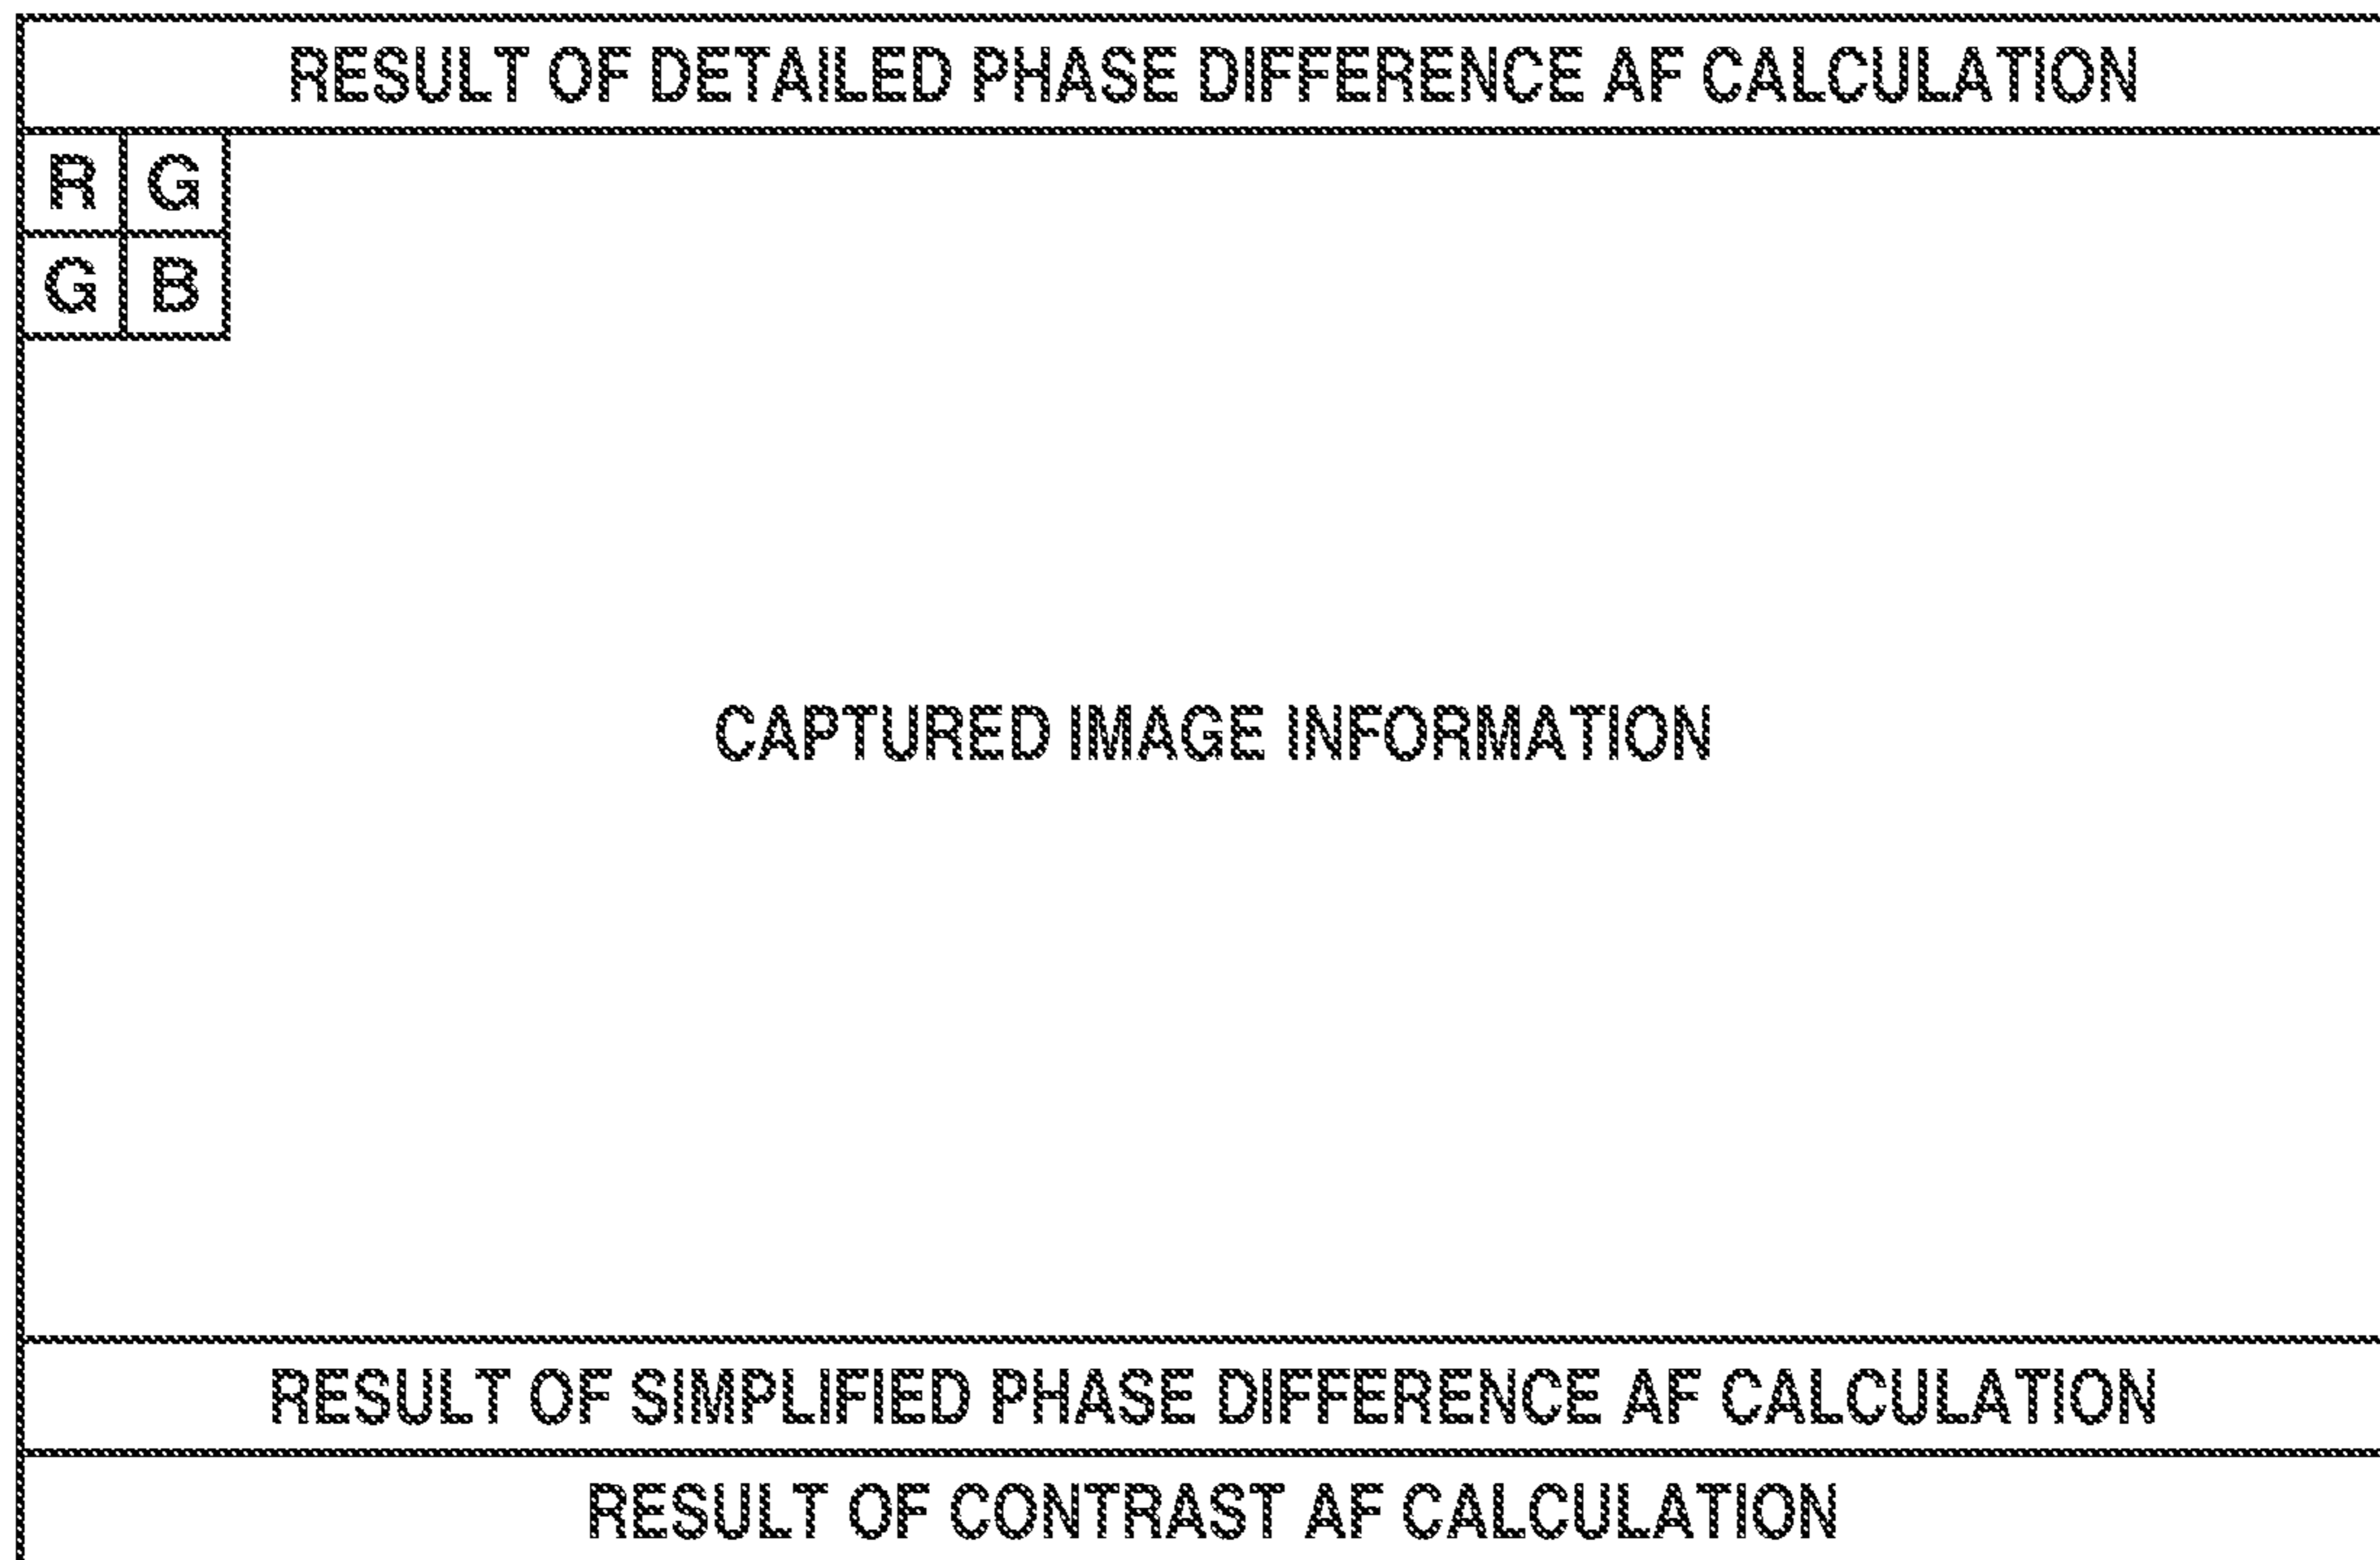 RESULT OF DETAILED PHASE DIFFERENCE AF CALCULATION
R G
G B
CAPTURED IMAGE INFORMATION
RESULT OF SIMPLIFIED PHASE DIFFERENCE AF CALCULATION
RESULT OF CONTRAST AF CALCULATION